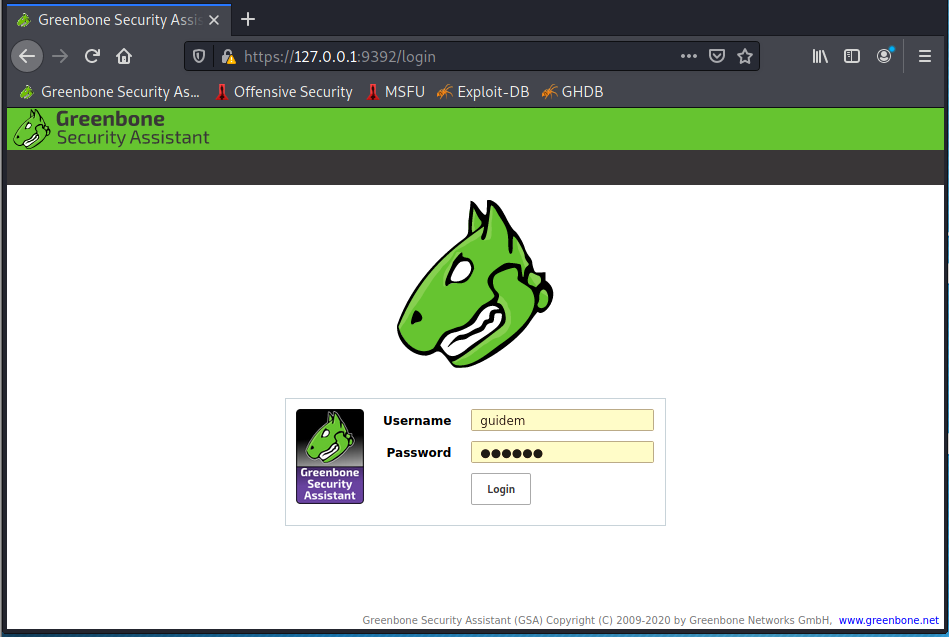 Greenbone Security Assis
https://127.0.0.1:9392/login
Greenbone Security As... Offensive Security MSFU Exploit-DB GHDB
Greenbone
Security Assistant
Username guidem
Password ●●●●●●
Greenbone
Security
Assistant
Login
Greenbone Security Assistant (GSA) Copyright (C) 2009-2020 by Greenbone Networks GmbH, www.greenbone.net